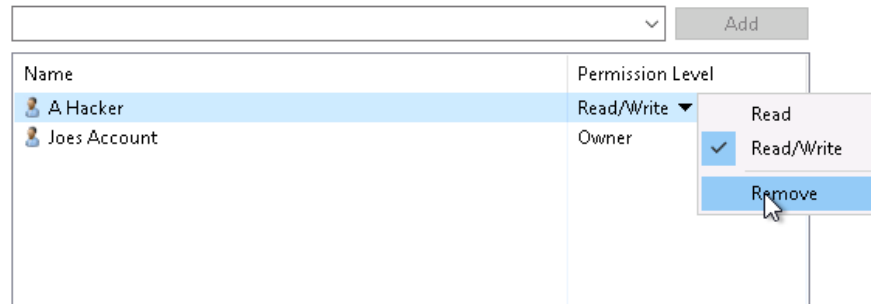 Add
Name Permission Level
A Hacker Read/Write
Joes Account Owner
Read
Read/Write
Remove